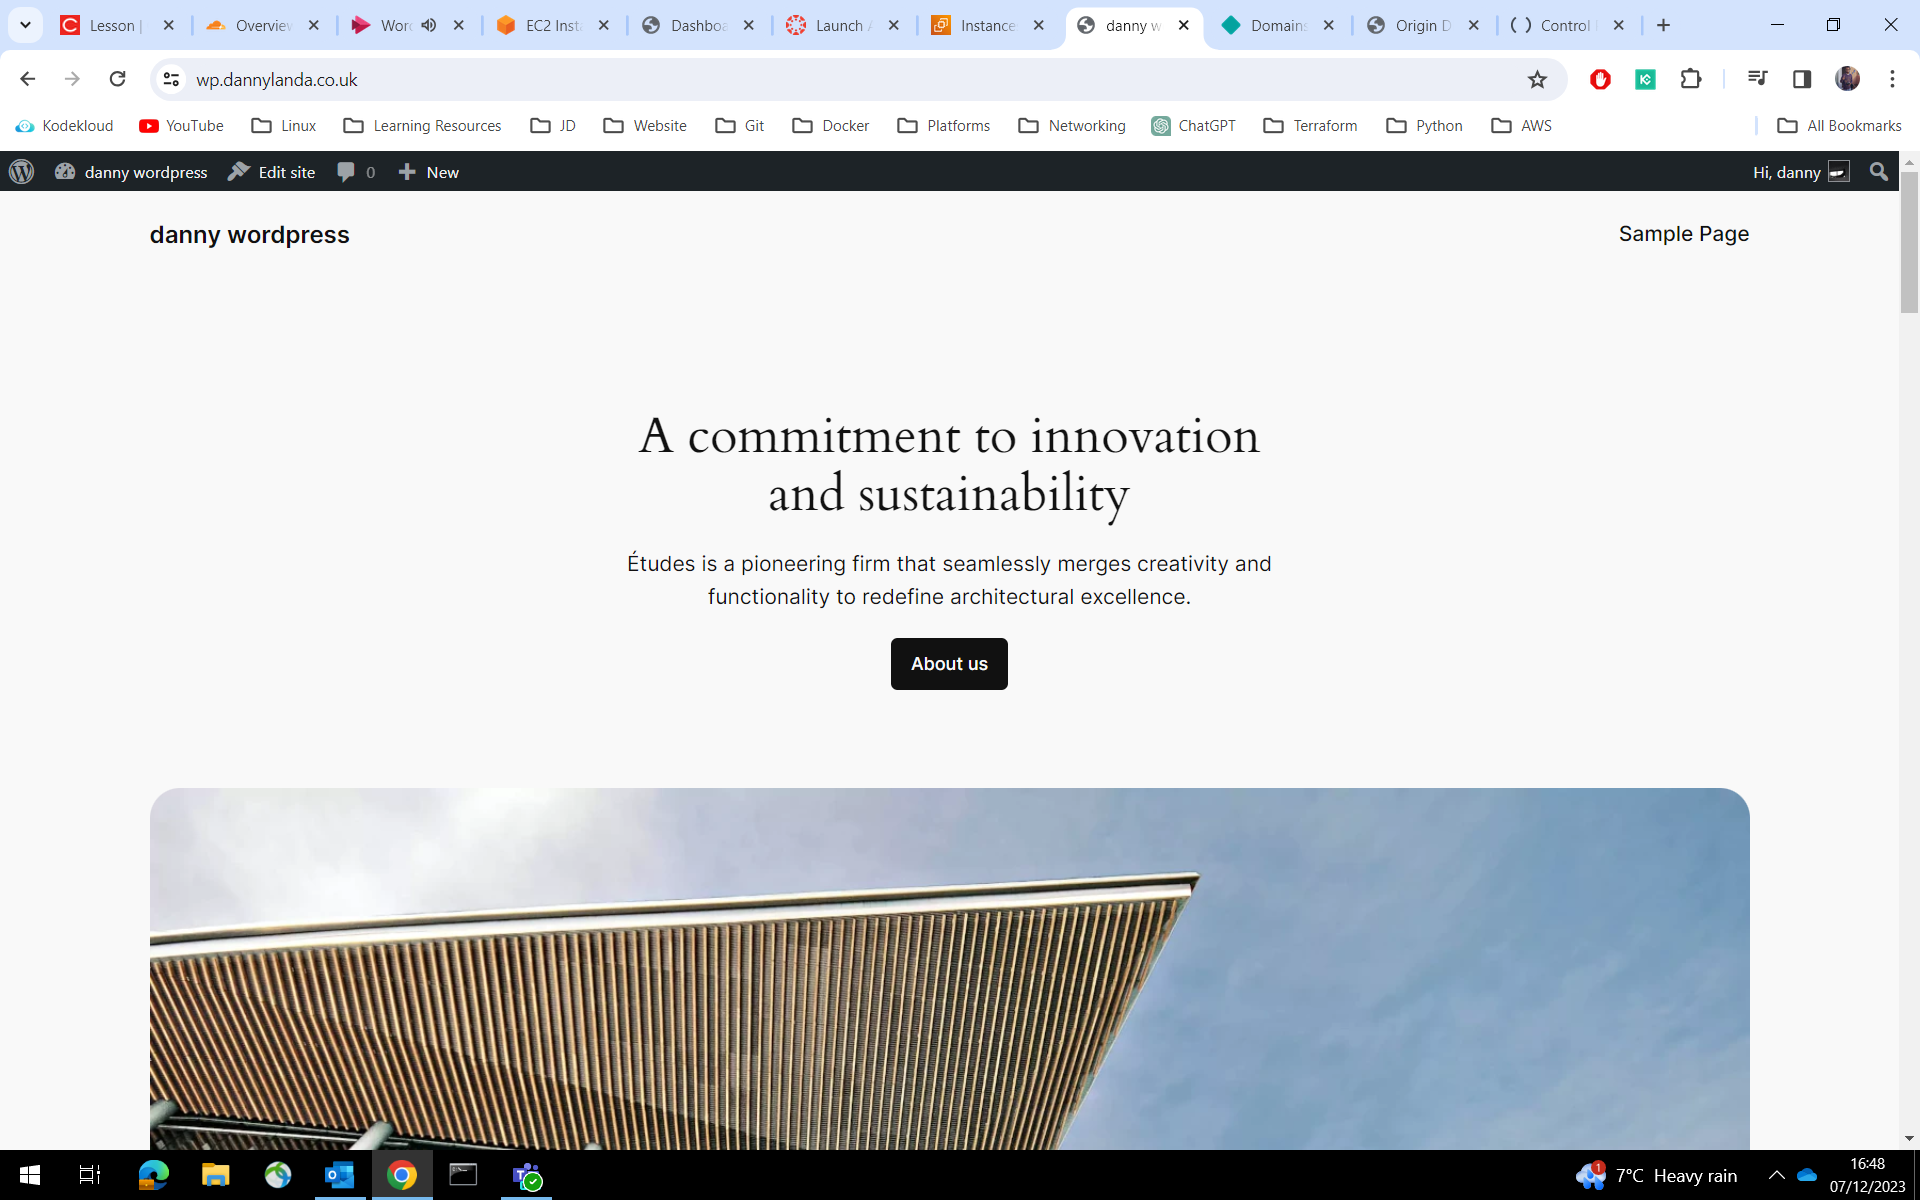 Lesson |
Overview
Word
EC2 Inst
Dashboa
Launch A
Instance
danny w
Domains
Origin D
Control
wp.dannylanda.co.uk
Kodekloud
YouTube
Linux
Learning Resources
JD
Website
Git
Docker
Platforms
Networking
ChatGPT
Terraform
Python
AWS
All Bookmarks
danny wordpress
Edit site
0
New
Hi, danny
danny wordpress
Sample Page
A commitment to innovation
and sustainability
Études is a pioneering firm that seamlessly merges creativity and
functionality to redefine architectural excellence.
About us
1
7°C Heavy rain
16:48
07/12/2023